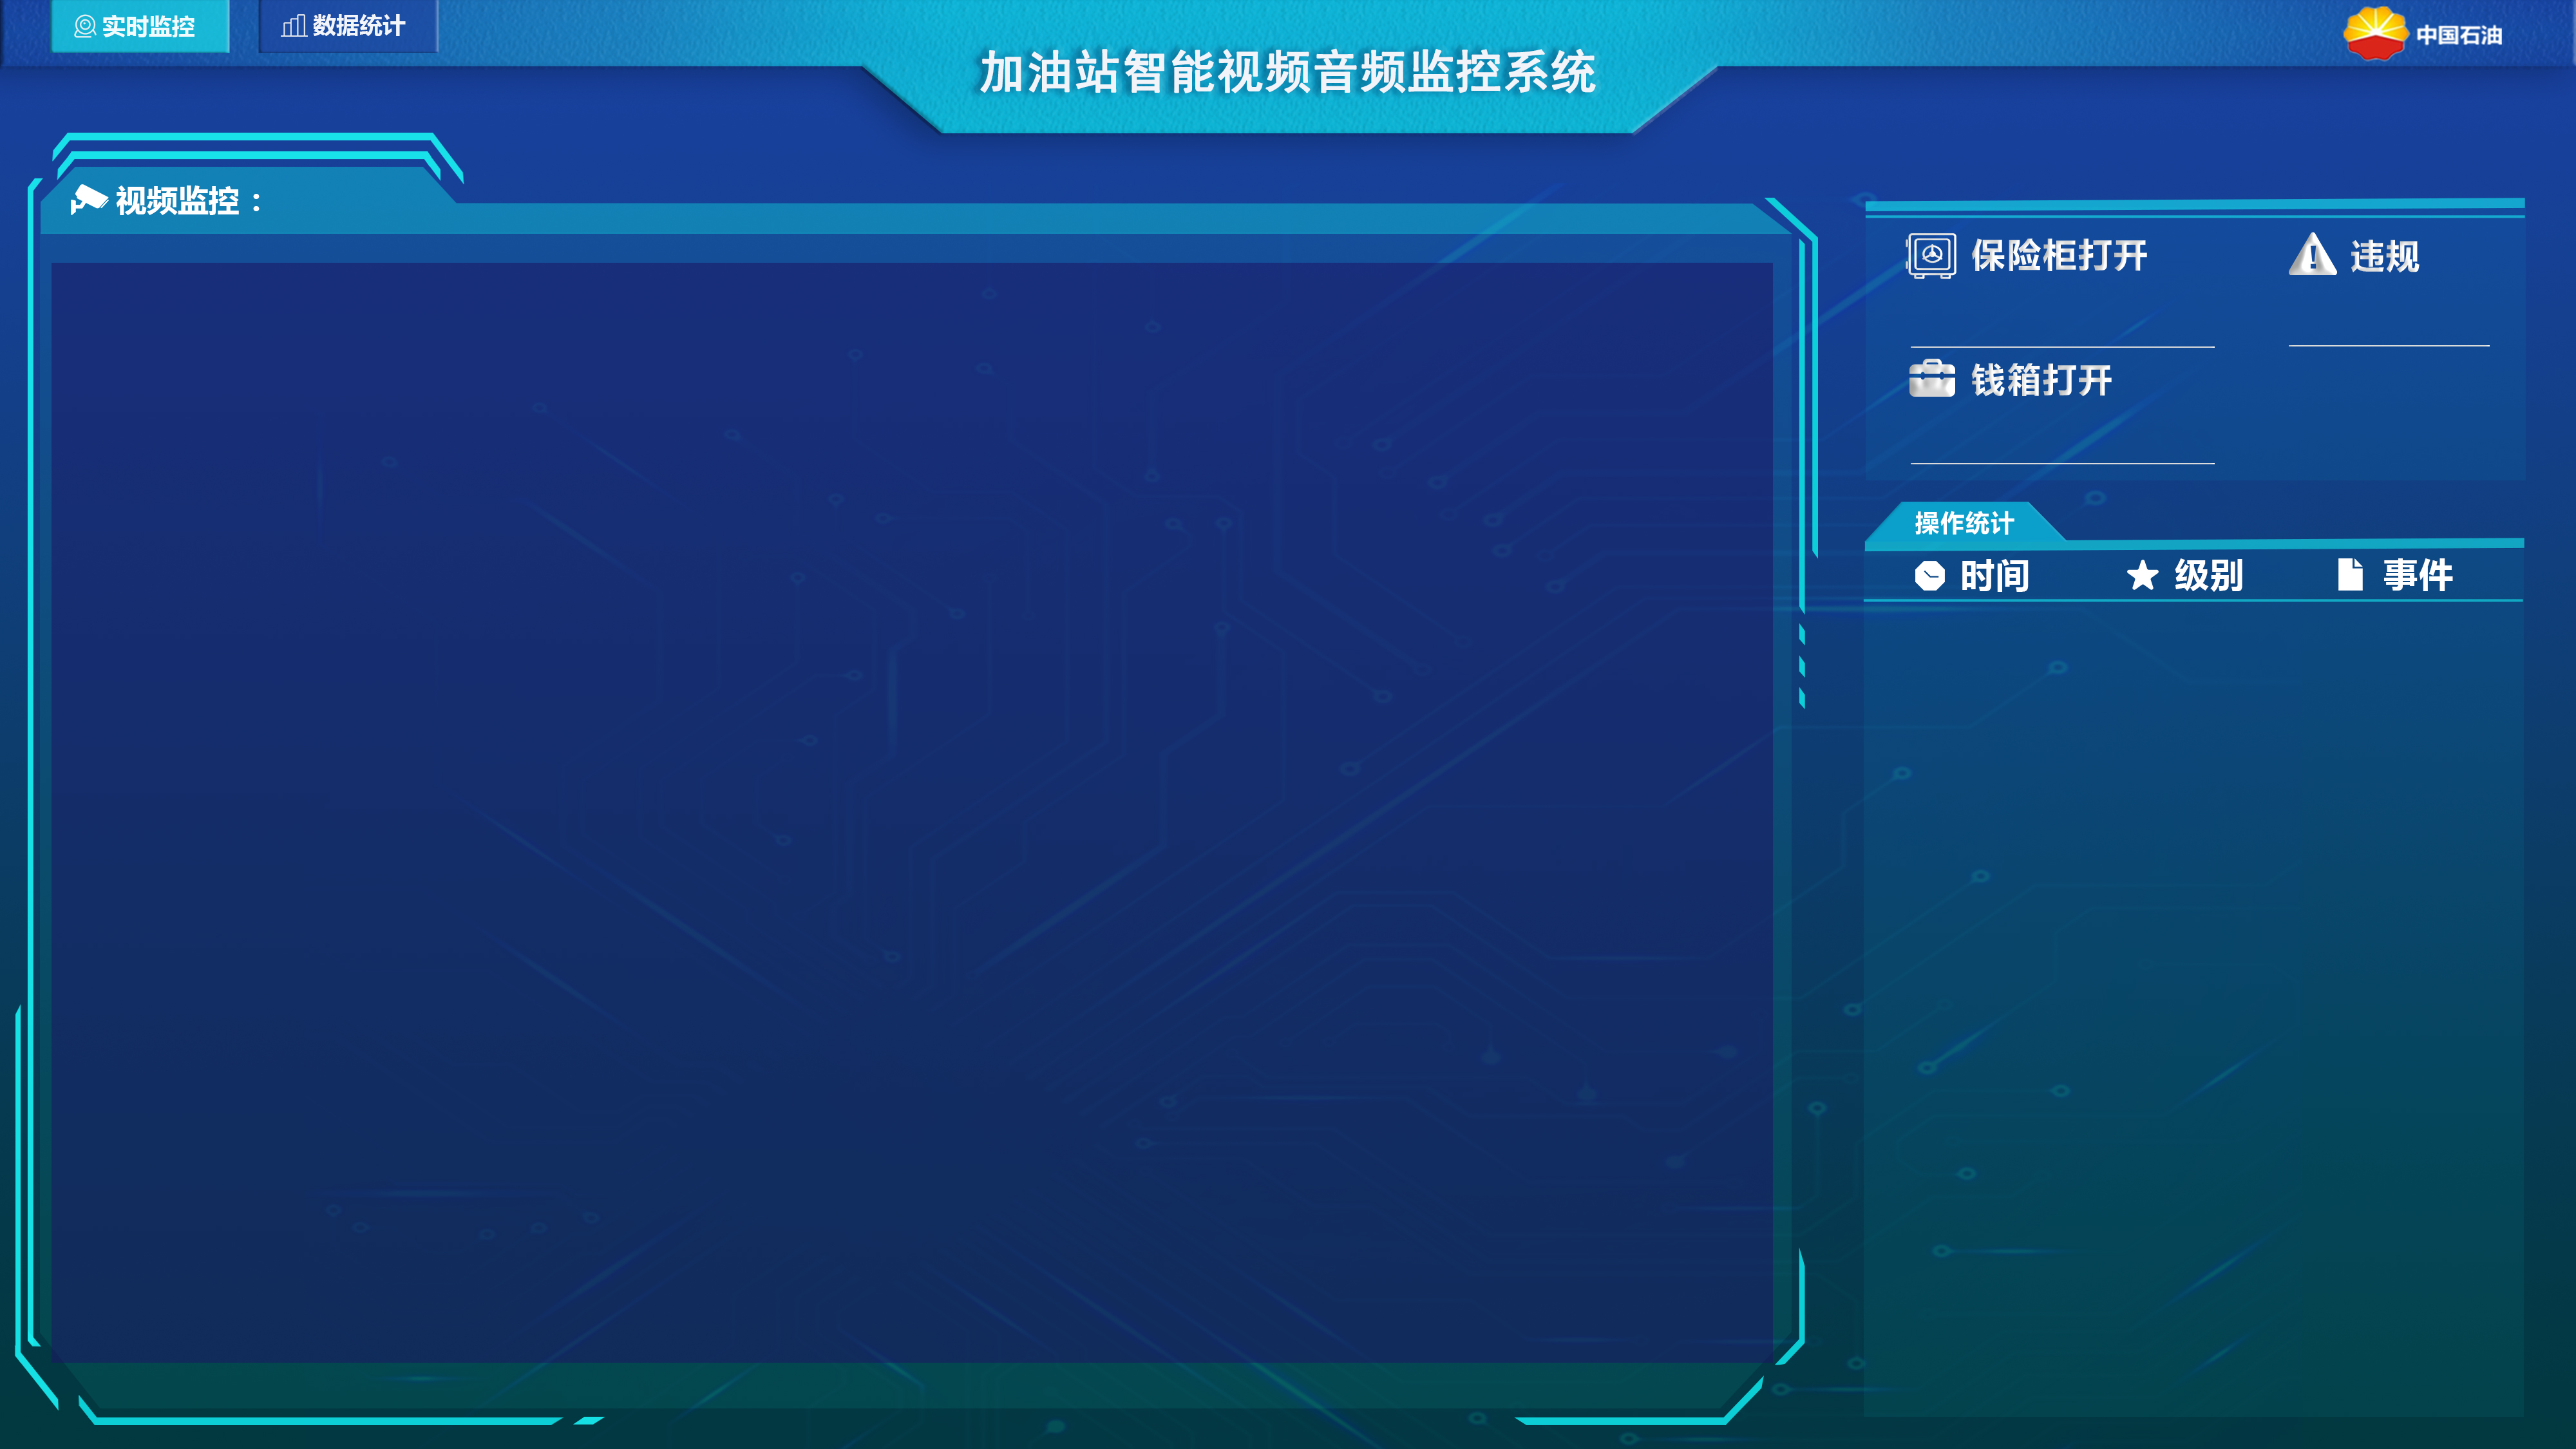 实时监控
数据统计
加油站智能视频音频监控系统
中国石油
视频监控：
保险柜打开
违规
钱箱打开
操作统计
时间 级别 事件